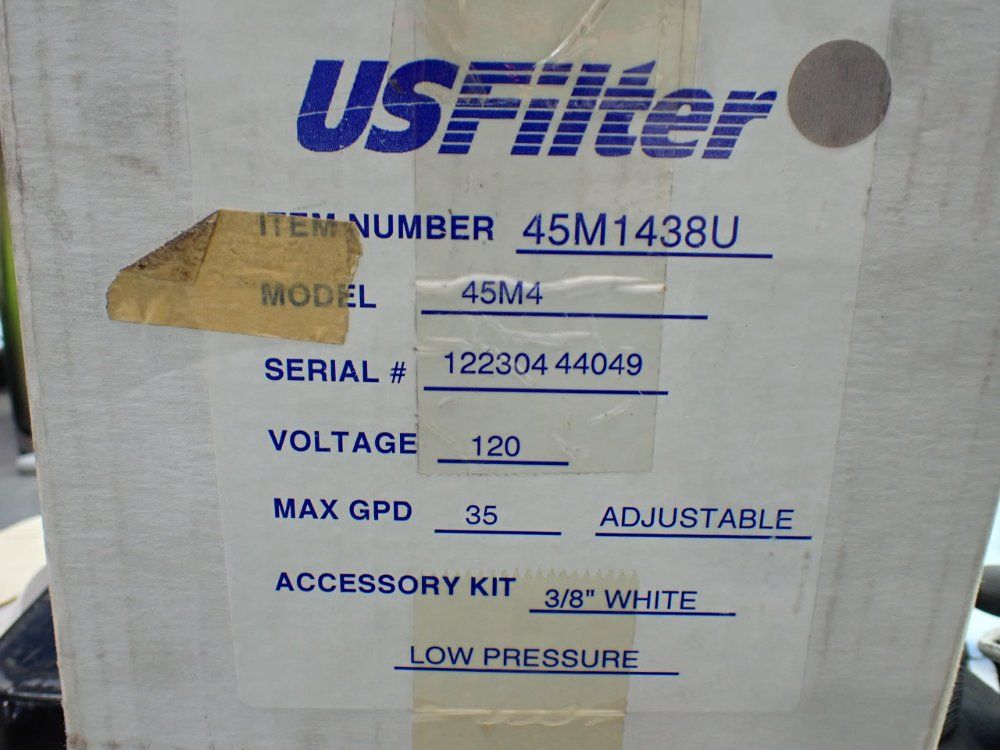 USFilter
ITEM NUMBER 45M1438U
MODEL 45M4
SERIAL # 122304 44049
VOLTAGE 120
MAX GPD 35 ADJUSTABLE
ACCESSORY KIT 3/8" WHITE
LOW PRESSURE